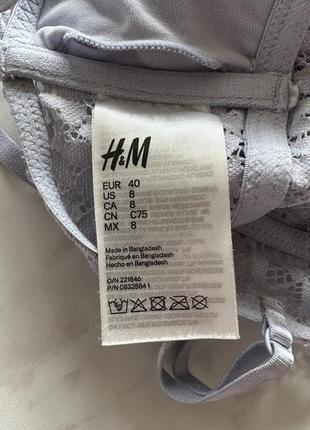 H&M
EUR 40
US 8
CA 8
CN C75
MX 8
Made in Bangladesh
Fabriqué en Bangladesh
Hecho en Bangladesh
O/N 221846
P/N 0832884 1